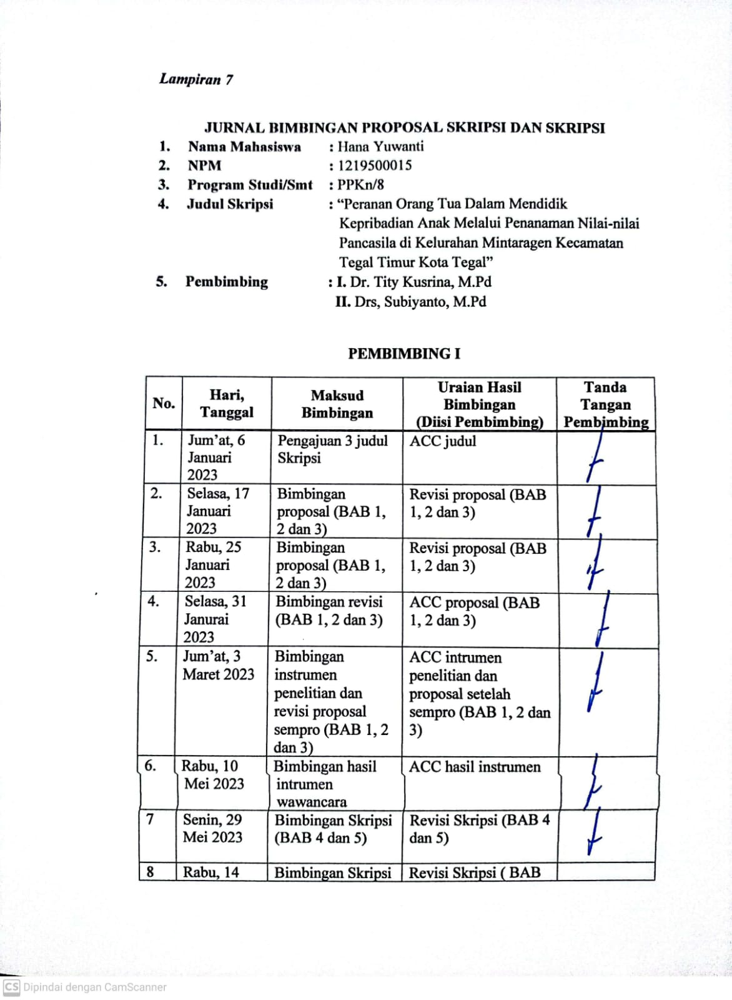 Lampiran 7
JURNAL BIMBINGAN PROPOSAL SKRIPSI DAN SKRIPSI
1. Nama Mahasiswa : Hana Yuwanti
2. NPM : 1219500015
3. Program Studi/Smt : PPKn/8
4. Judul Skripsi : “Peranan Orang Tua Dalam Mendidik
Kepribadian Anak Melalui Penanaman Nilai-nilai
Pancasila di Kelurahan Mintaragen Kecamatan
Tegal Timur Kota Tegal”
5. Pembimbing : I. Dr. Tity Kusrina, M.Pd
II. Drs, Subiyanto, M.Pd
PEMBIMBING I
No.
Hari,
Tanggal
Maksud
Bimbingan
Uraian Hasil
Bimbingan
(Diisi Pembimbing)
Tanda
Tangan
Pembimbing
1.
Jum’at, 6
Januari
2023
Pengajuan 3 judul
Skripsi
ACC judul
2.
Selasa, 17
Januari
2023
Bimbingan
proposal (BAB 1,
2 dan 3)
Revisi proposal (BAB
1, 2 dan 3)
3.
Rabu, 25
Januari
2023
Bimbingan
proposal (BAB 1,
2 dan 3)
Revisi proposal (BAB
1, 2 dan 3)
4.
Selasa, 31
Janurai
2023
Bimbingan revisi
(BAB 1, 2 dan 3)
ACC proposal (BAB
1, 2 dan 3)
5.
Jum’at, 3
Maret 2023
Bimbingan
instrumen
penelitian dan
revisi proposal
sempro (BAB 1, 2
dan 3)
ACC intrumen
penelitian dan
proposal setelah
sempro (BAB 1, 2 dan
3)
6.
Rabu, 10
Mei 2023
Bimbingan hasil
intrumen
wawancara
ACC hasil instrumen
7
Senin, 29
Mei 2023
Bimbingan Skripsi
(BAB 4 dan 5)
Revisi Skripsi (BAB 4
dan 5)
8
Rabu, 14
Bimbingan Skripsi
Revisi Skripsi ( BAB
CS Dipindai dengan CamScanner